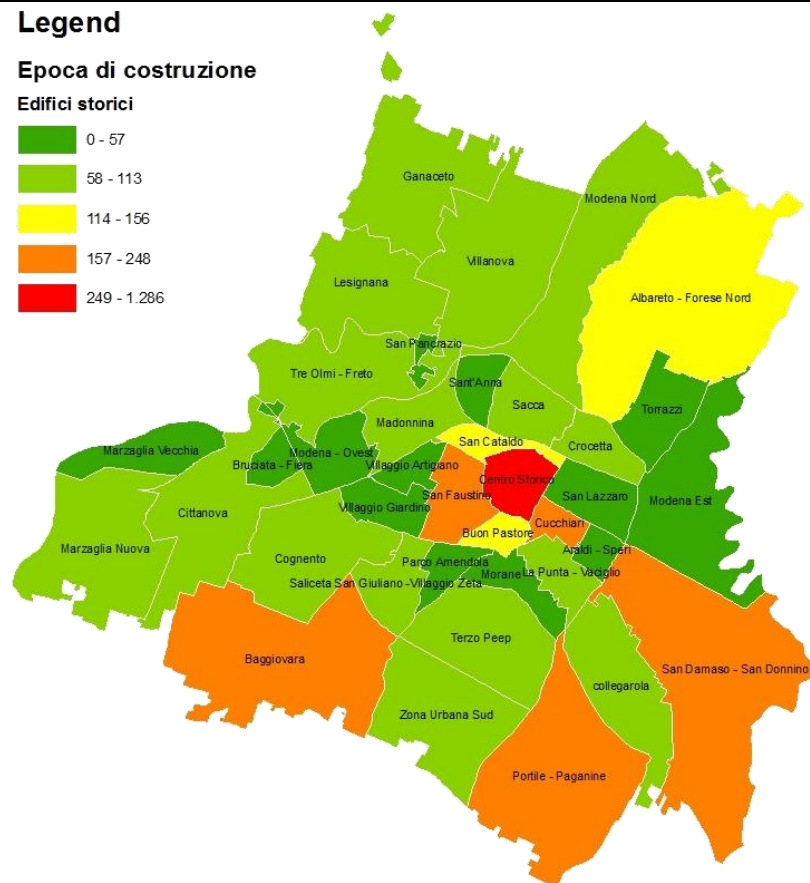 Legend
Epoca di costruzione
Edifici storici
0 - 57
58 - 113
114 - 156
157 - 248
249 - 1.286
Ganaceto
Modena Nord
Villanova
Lesignana
Albareto - Forese Nord
San Pancrazio
Tre Olmi - Freto
Sant'Anna
Sacca
Torrazzi
Madonnina
San Cataldo
Crocetta
Marzaglia Vecchia
Modena - Ovest
Bruciata - Fiera
Villaggio Artigiano
Centro Storico
San Faustino
San Lazzaro
Modena Est
Cittanova
Villaggio Giardino
Cucchiari
Buon Pastore
Marzaglia Nuova
Araldi - Speri
Cognento
Parco Amendola
Morane
La Punta - Vaciglio
Saliceta San Giuliano -Villaggio Zeta
Terzo Peep
Baggiovara
San Damaso - San Donnino
collegarola
Zona Urbana Sud
Portile - Paganine